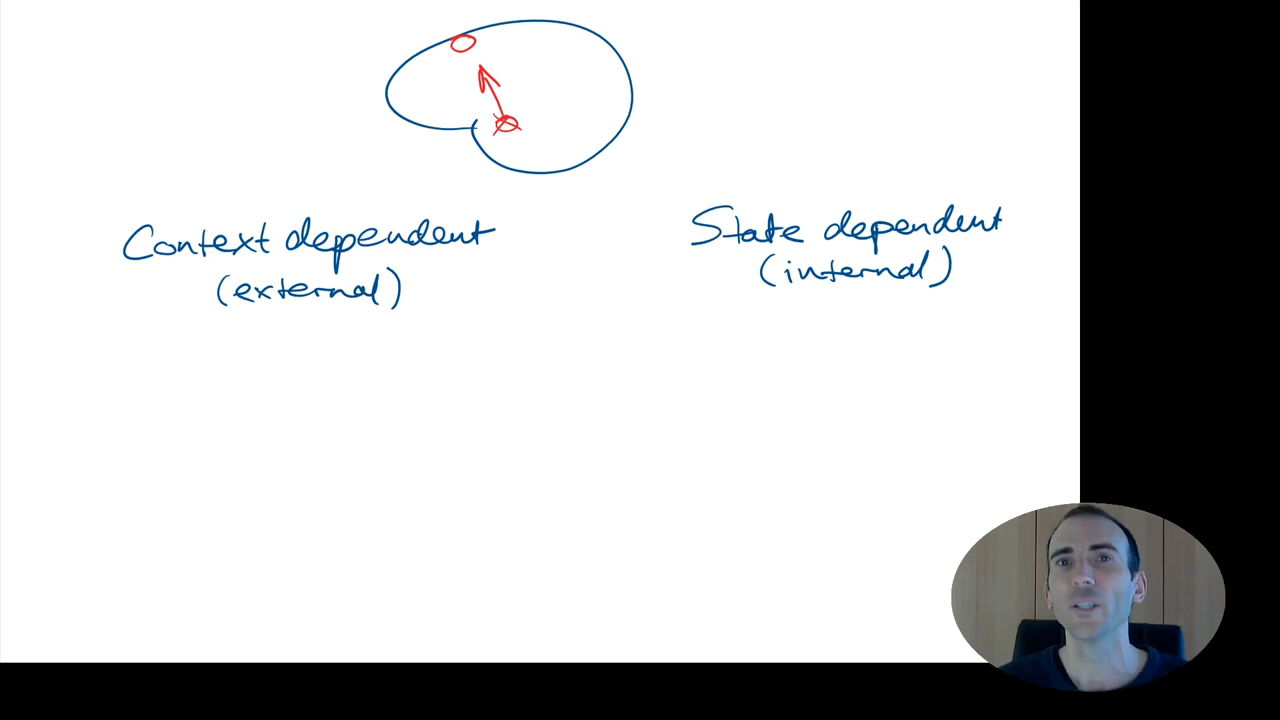 Context dependent
(external)
State dependent
(internal)